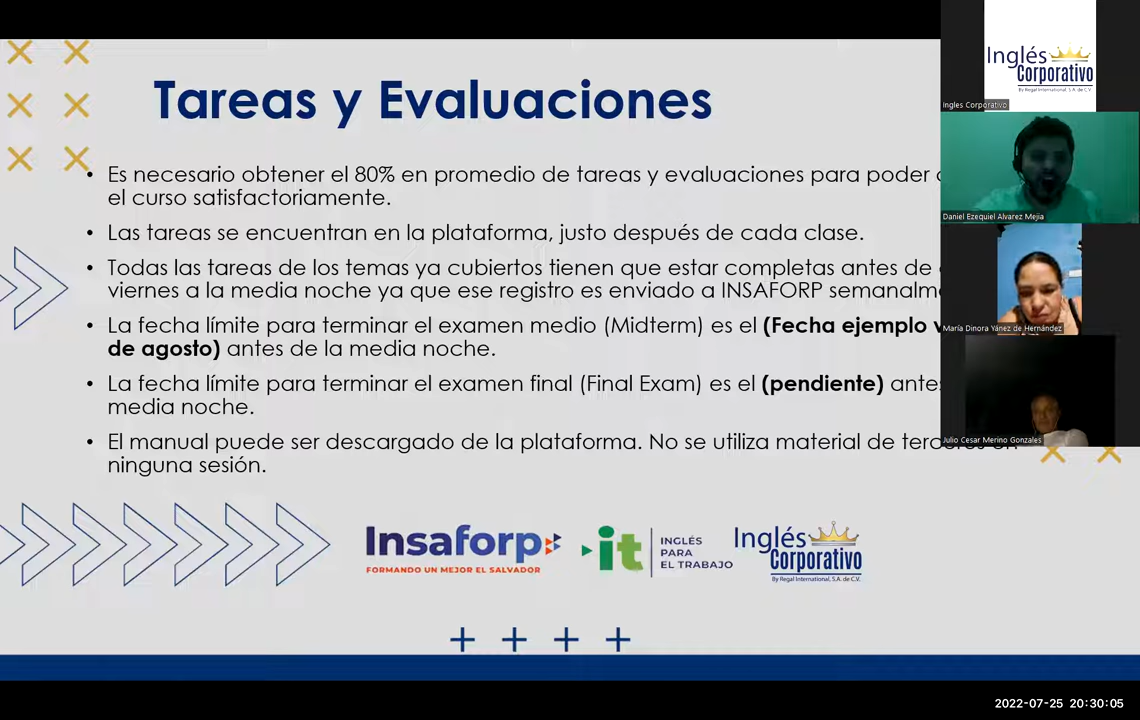 Tareas y Evaluaciones
• Es necesario obtener el 80% en promedio de tareas y evaluaciones para poder
el curso satisfactoriamente.
• Las tareas se encuentran en la plataforma, justo después de cada clase.
• Todas las tareas de los temas ya cubiertos tienen que estar completas antes de
viernes a la media noche ya que ese registro es enviado a INSAFORP
• La fecha límite para terminar el examen medio (Midterm) es el (Fecha ejemplo
de agosto) antes de la media noche.
• La fecha límite para terminar el examen final (Final Exam) es el (pendiente)
media noche.
• El manual puede ser descargado de la plataforma. No se utiliza material de
ninguna sesión.
Insaforp
FORMANDO UN MEJOR EL SALVADOR
it
INGLÉS
PARA
EL TRABAJO
Inglés
Corporativo
By Regal International, S.A. de C.V.
Inglés
Corporativo
By Regal International, S.A. de C.V.
Ingles Corporativo
Daniel Ezequiel Alvarez Mejia
María Dinora Yánez de Hernández
Julio Cesar Merino Gonzales
2022-07-25 20:30:05